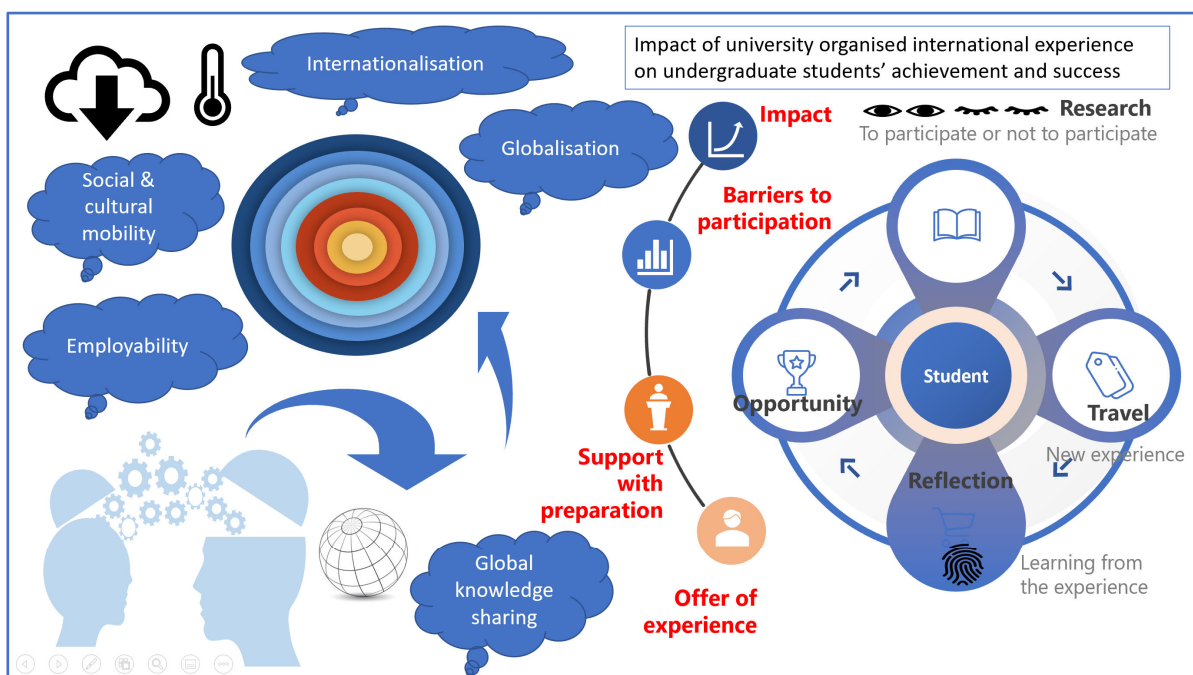 Internationalisation
Impact of university organised international experience
on undergraduate students' achievement and success
Globalisation
Social &
cultural
mobility
Employability
Global
knowledge
sharing
Impact
Barriers to
participation
Support
with
preparation
Offer of
experience
Research
To participate or not to participate
Student
Opportunity
Travel
New experience
Reflection
Learning from
the experience